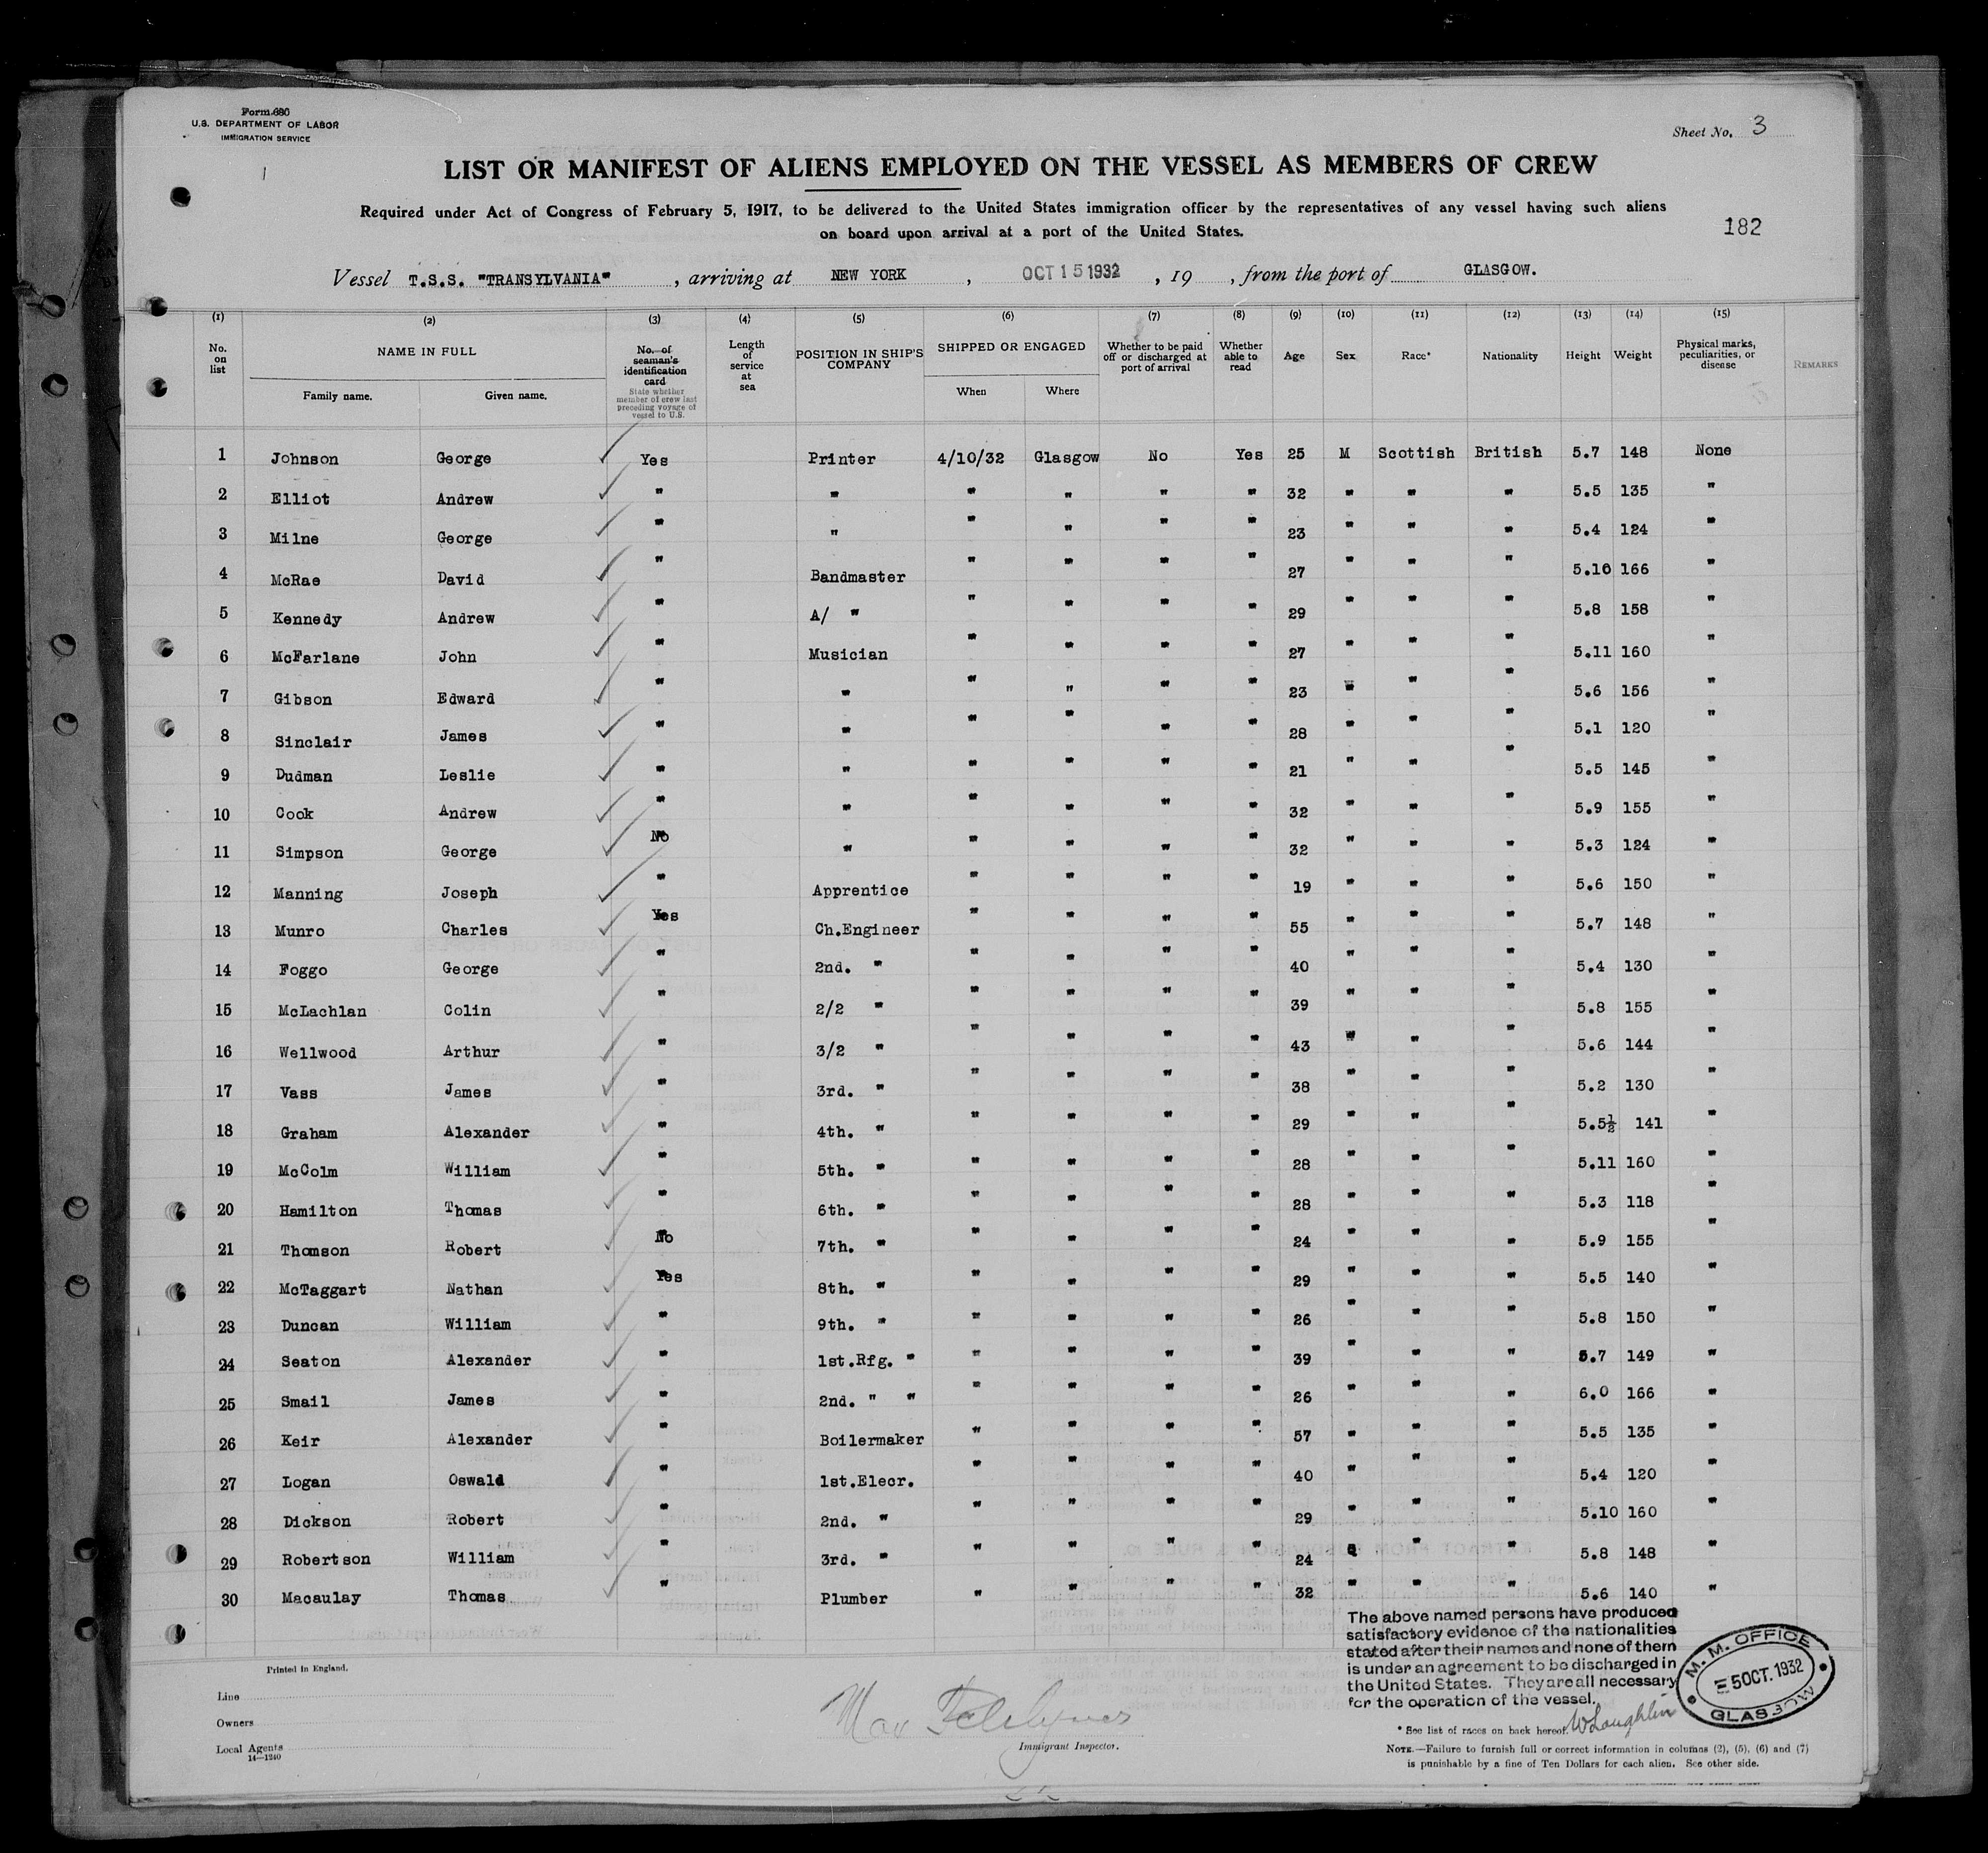 Form 680
U.S. DEPARTMENT OF LABOR
IMMIGRATION SERVICE
Sheet No. 3
LIST OR MANIFEST OF ALIENS EMPLOYED ON THE VESSEL AS MEMBERS OF CREW
Required under Act of Congress of February 5, 1917, to be delivered to the United States immigration officer by the representatives of any vessel having such aliens
on board upon arrival at a port of the United States.
182
Vessel T.S.S. "TRANSYLVANIA", arriving at NEW YORK, OCT 15 1932, 19 , from the port of GLASGOW.
(1) (2) (3) (4) (5) (6) (7) (8) (9) (10) (11) (12) (13) (14) (15)
No. on list NAME IN FULL Family name. Given name. No. of seaman's identification card State whether member of crew last preceding voyage of vessel to U.S. Length of service at sea POSITION IN SHIP'S COMPANY SHIPPED OR ENGAGED When Where Whether to be paid off or discharged at port of arrival Whether able to read Age Sex Race* Nationality Height Weight Physical marks, peculiarities, or disease REMARKS
1 Johnson George Yes Printer 4/10/32 Glasgow No Yes 25 M Scottish British 5.7 148 None
2 Elliot Andrew " " " " " " 32 " " " 5.5 135 "
3 Milne George " " " " " " 23 " " " 5.4 124 "
4 McRae David " Bandmaster " " " " 27 " " " 5.10 166 "
5 Kennedy Andrew " A/ " " " " " 29 " " " 5.8 158 "
6 McFarlane John " Musician " " " " 27 " " " 5.11 160 "
7 Gibson Edward " " " " " " 23 " " " 5.6 156 "
8 Sinclair James " " " " " " 28 " " " 5.1 120 "
9 Dudman Leslie " " " " " " 21 " " " 5.5 145 "
10 Cook Andrew " " " " " " 32 " " " 5.9 155 "
11 Simpson George No " " " " " 32 " " " 5.3 124 "
12 Manning Joseph " Apprentice " " " " 19 " " " 5.6 150 "
13 Munro Charles Yes Ch.Engineer " " " " 55 " " " 5.7 148 "
14 Foggo George " 2nd. " " " " " 40 " " " 5.4 130 "
15 McLachlan Colin " 2/2 " " " " " 39 " " " 5.8 155 "
16 Wellwood Arthur " 3/2 " " " " " 43 " " " 5.6 144 "
17 Vass James " 3rd. " " " " " 38 " " " 5.2 130 "
18 Graham Alexander " 4th. " " " " " 29 " " " 5.5½ 141 "
19 McColm William " 5th. " " " " " 28 " " " 5.11 160 "
20 Hamilton Thomas " 6th. " " " " " 28 " " " 5.3 118 "
21 Thomson Robert No 7th. " " " " " 24 " " " 5.9 155 "
22 McTaggart Nathan Yes 8th. " " " " " 29 " " " 5.5 140 "
23 Duncan William " 9th. " " " " " 26 " " " 5.8 150 "
24 Seaton Alexander " 1st.Rfg. " " " " " 39 " " " 5.7 149 "
25 Smail James " 2nd. " " " " " " 26 " " " 6.0 166 "
26 Keir Alexander " Boilermaker " " " " 57 " " " 5.5 135 "
27 Logan Oswald " 1st.Elecr. " " " " 40 " " " 5.4 120 "
28 Dickson Robert " 2nd. " " " " " 29 " " " 5.10 160 "
29 Robertson William " 3rd. " " " " " 24 " " " 5.8 148 "
30 Macaulay Thomas " Plumber " " " " 32 " " " 5.6 140 "
The above named persons have produced
satisfactory evidence of the nationalities
stated after their names and none of them
is under an agreement to be discharged in
the United States. They are all necessary
for the operation of the vessel.
M. M. OFFICE
5 OCT. 1932
GLASGOW
Printed in England.
Line
Owners
Local Agents
14—1240
Immigrant Inspector.
* See list of races on back hereof. WLoughlin
NOTE.—Failure to furnish full or correct information in columns (2), (5), (6) and (7)
is punishable by a fine of Ten Dollars for each alien. See other side.